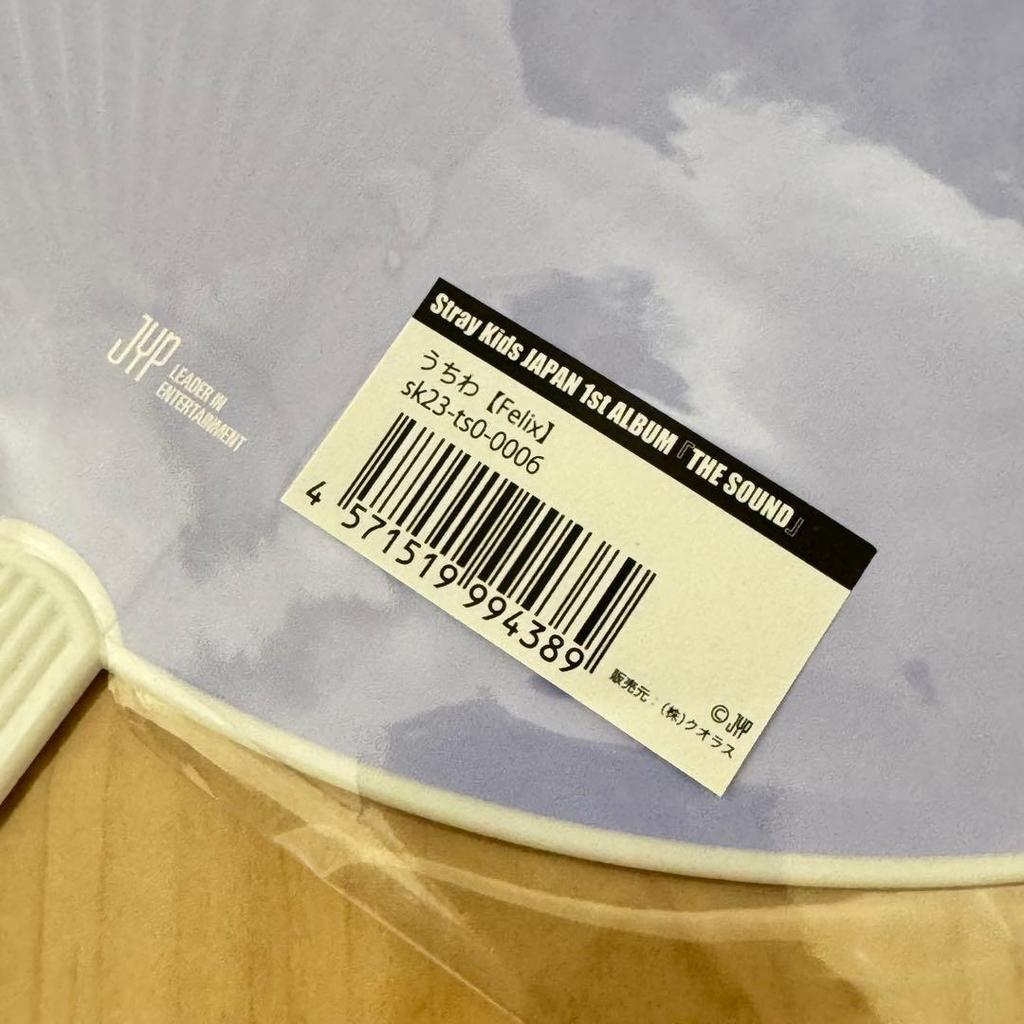 JYP
LEADER IN
ENTERTAINMENT
Stray Kids JAPAN 1st ALBUM『THE SOUND』
うちわ【Felix】
sk23-ts0-0006
4 571519 994389
© JYP
販売元：(株)クオラス